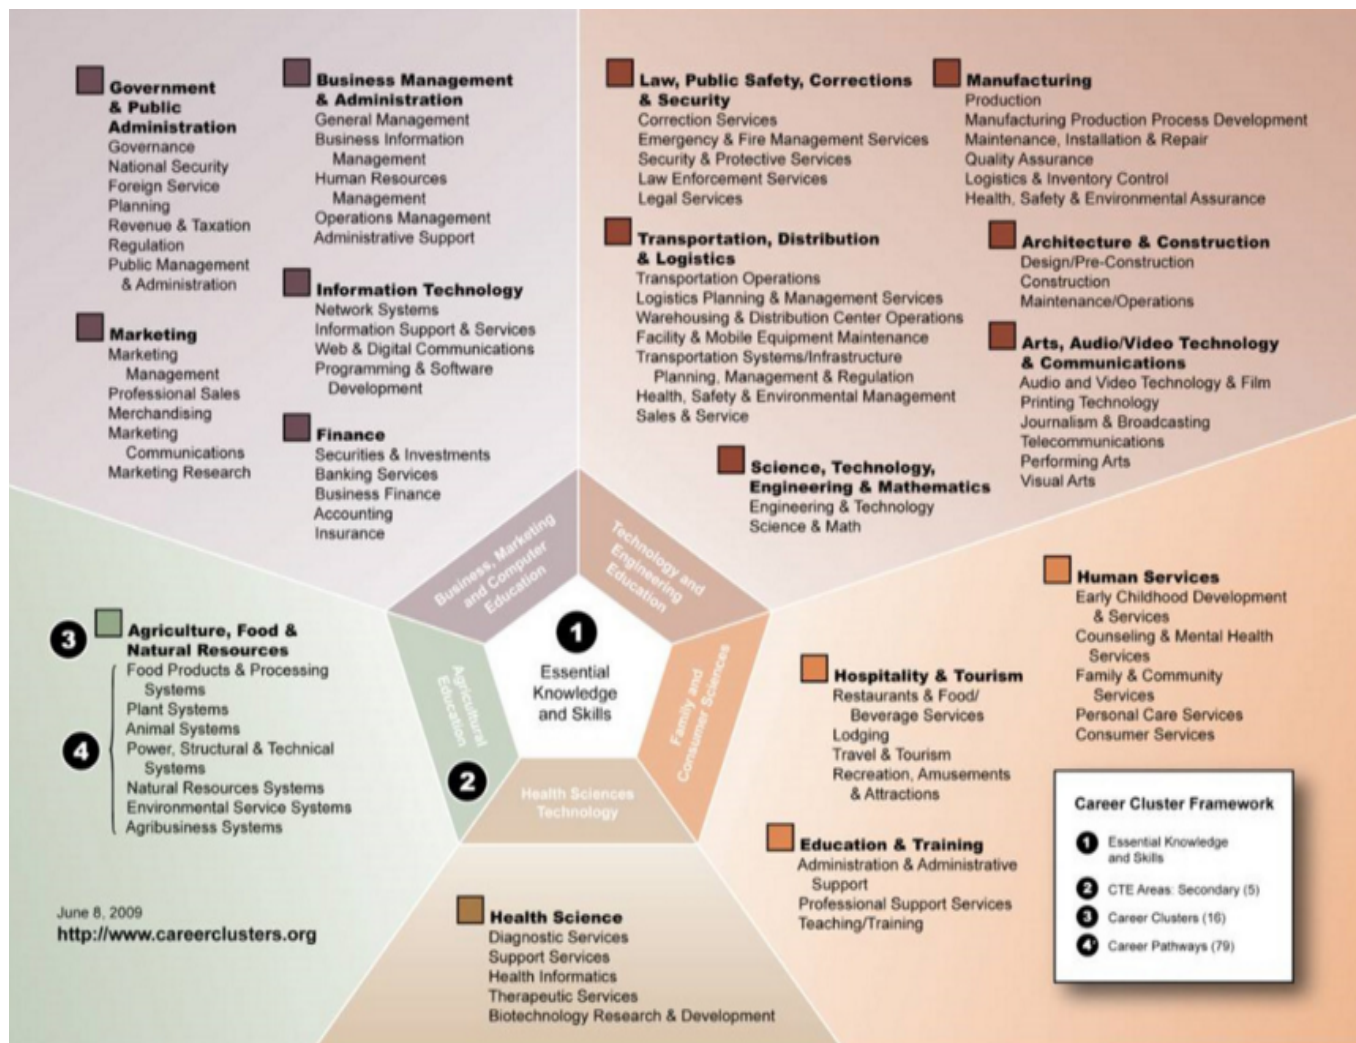 Government
& Public
Administration
Governance
National Security
Foreign Service
Planning
Revenue & Taxation
Regulation
Public Management
& Administration
Marketing
Marketing
Management
Professional Sales
Merchandising
Marketing
Communications
Marketing Research
Business Management
& Administration
General Management
Business Information
Management
Human Resources
Management
Operations Management
Administrative Support
Information Technology
Network Systems
Information Support & Services
Web & Digital Communications
Programming & Software
Development
Finance
Securities & Investments
Banking Services
Business Finance
Accounting
Insurance
Law, Public Safety, Corrections
& Security
Correction Services
Emergency & Fire Management Services
Security & Protective Services
Law Enforcement Services
Legal Services
Transportation, Distribution
& Logistics
Transportation Operations
Logistics Planning & Management Services
Warehousing & Distribution Center Operations
Facility & Mobile Equipment Maintenance
Transportation Systems/Infrastructure
Planning, Management & Regulation
Health, Safety & Environmental Management
Sales & Service
Science, Technology,
Engineering & Mathematics
Engineering & Technology
Science & Math
Manufacturing
Production
Manufacturing Production Process Development
Maintenance, Installation & Repair
Quality Assurance
Logistics & Inventory Control
Health, Safety & Environmental Assurance
Architecture & Construction
Design/Pre-Construction
Construction
Maintenance/Operations
Arts, Audio/Video Technology
& Communications
Audio and Video Technology & Film
Printing Technology
Journalism & Broadcasting
Telecommunications
Performing Arts
Visual Arts
Business, Marketing
and Computer
Education
Technology and
Engineering
Education
1
Essential
Knowledge
and Skills
Agricultural
Education
2
Family and
Consumer Sciences
Health Sciences
Technology
3
Agriculture, Food &
Natural Resources
4
Food Products & Processing
Systems
Plant Systems
Animal Systems
Power, Structural & Technical
Systems
Natural Resources Systems
Environmental Service Systems
Agribusiness Systems
June 8, 2009
http://www.careerclusters.org
Health Science
Diagnostic Services
Support Services
Health Informatics
Therapeutic Services
Biotechnology Research & Development
Hospitality & Tourism
Restaurants & Food/
Beverage Services
Lodging
Travel & Tourism
Recreation, Amusements
& Attractions
Education & Training
Administration & Administrative
Support
Professional Support Services
Teaching/Training
Human Services
Early Childhood Development
& Services
Counseling & Mental Health
Services
Family & Community
Services
Personal Care Services
Consumer Services
Career Cluster Framework
1 Essential Knowledge
and Skills
2 CTE Areas: Secondary (5)
3 Career Clusters (16)
4 Career Pathways (79)